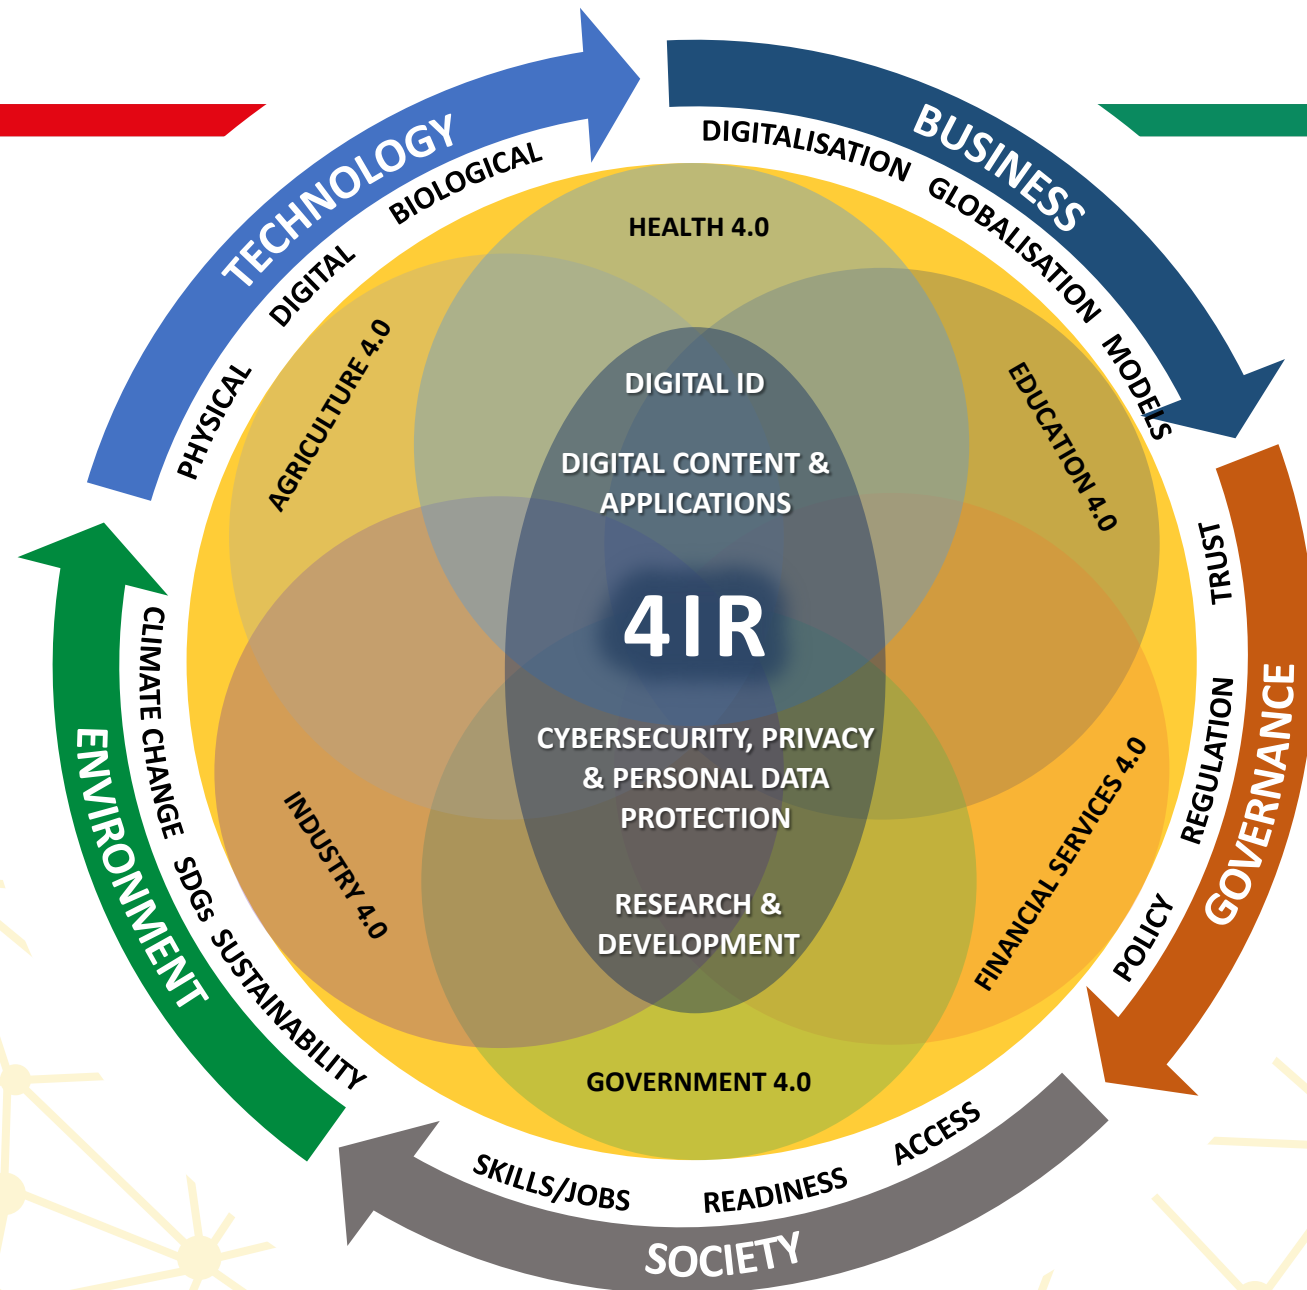 TECHNOLOGY
PHYSICAL DIGITAL BIOLOGICAL
BUSINESS
DIGITALISATION GLOBALISATION MODELS
GOVERNANCE
TRUST REGULATION POLICY
SOCIETY
SKILLS/JOBS READINESS ACCESS
ENVIRONMENT
CLIMATE CHANGE SDGs SUSTAINABILITY
HEALTH 4.0
AGRICULTURE 4.0
EDUCATION 4.0
INDUSTRY 4.0
FINANCIAL SERVICES 4.0
GOVERNMENT 4.0
DIGITAL ID
DIGITAL CONTENT &
APPLICATIONS
4IR
CYBERSECURITY, PRIVACY
& PERSONAL DATA
PROTECTION
RESEARCH &
DEVELOPMENT